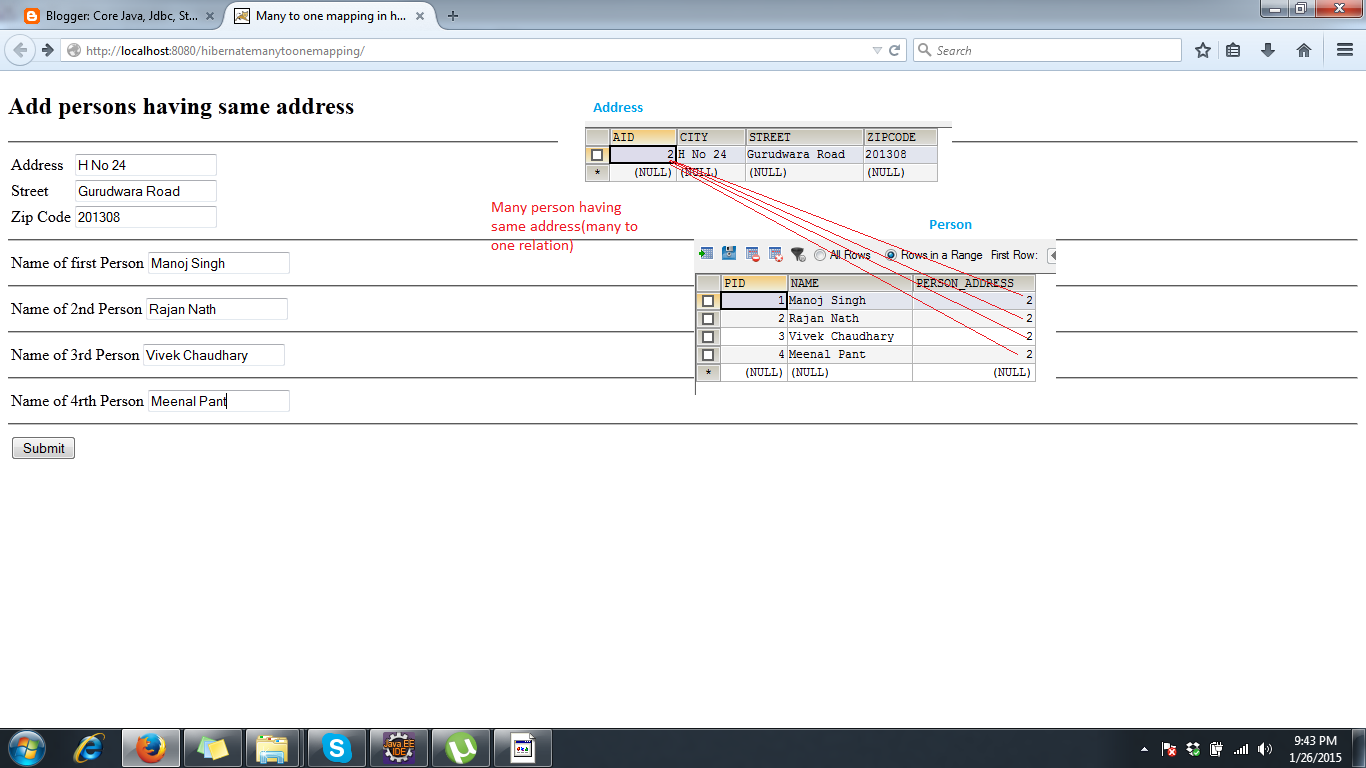 Blogger: Core Java, Jdbc, St...
Many to one mapping in h...
http://localhost:8080/hibernatemanytoonemapping/
Search
Add persons having same address
Address H No 24
Street Gurudwara Road
Zip Code 201308
Name of first Person Manoj Singh
Name of 2nd Person Rajan Nath
Name of 3rd Person Vivek Chaudhary
Name of 4rth Person Meenal Pant
Submit
Address
AID CITY STREET ZIPCODE
2 H No 24 Gurudwara Road 201308
* (NULL) (NULL) (NULL) (NULL)
Many person having
same address(many to
one relation)
Person
All Rows Rows in a Range First Row:
PID NAME PERSON_ADDRESS
1 Manoj Singh 2
2 Rajan Nath 2
3 Vivek Chaudhary 2
4 Meenal Pant 2
* (NULL) (NULL) (NULL)
Java EE
IDE
9:43 PM
1/26/2015